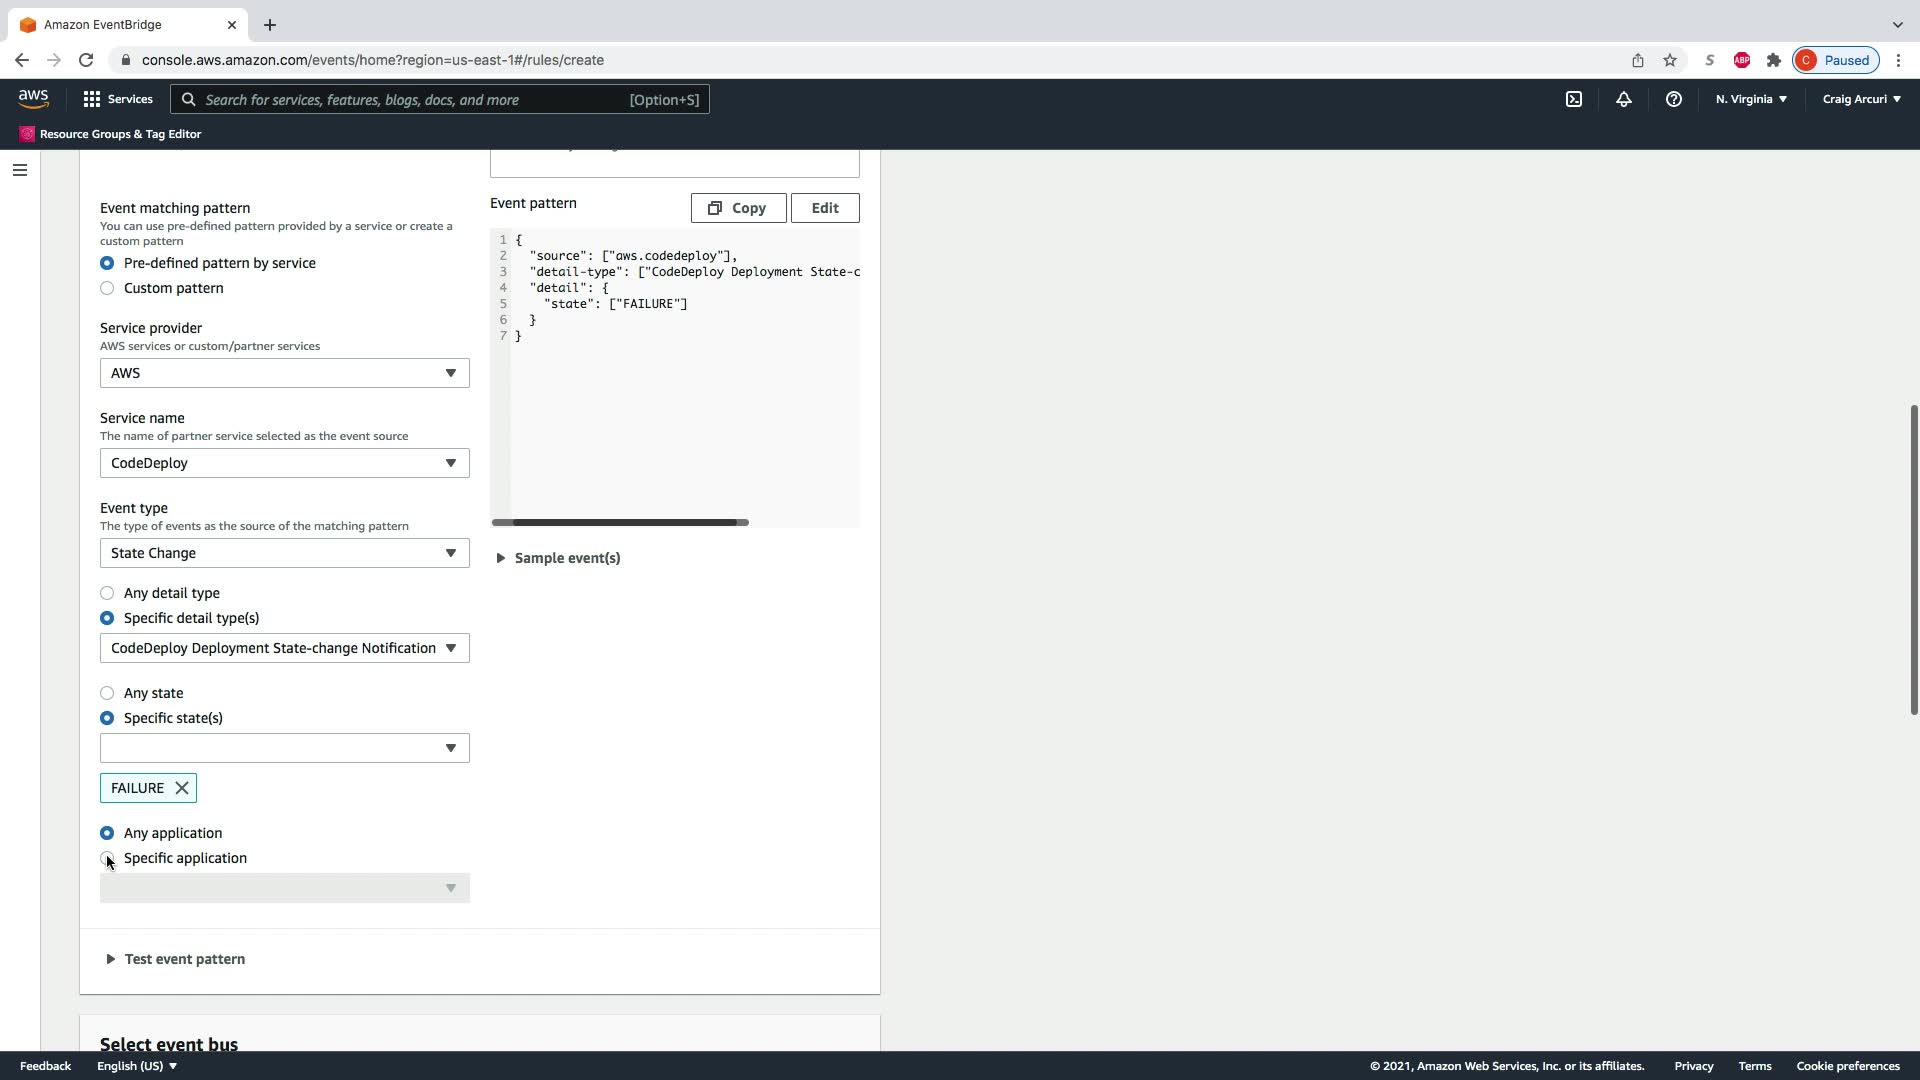 Amazon EventBridge
console.aws.amazon.com/events/home?region=us-east-1#/rules/create
S
ABP
C Paused
aws
Services
Search for services, features, blogs, docs, and more [Option+S]
N. Virginia
Craig Arcuri
Resource Groups & Tag Editor
Event matching pattern
You can use pre-defined pattern provided by a service or create a
custom pattern
Pre-defined pattern by service
Custom pattern
Service provider
AWS services or custom/partner services
AWS
Service name
The name of partner service selected as the event source
CodeDeploy
Event type
The type of events as the source of the matching pattern
State Change
Any detail type
Specific detail type(s)
CodeDeploy Deployment State-change Notification
Any state
Specific state(s)
FAILURE
Any application
Specific application
Test event pattern
Event pattern
Copy
Edit
1 {
2 "source": ["aws.codedeploy"],
3 "detail-type": ["CodeDeploy Deployment State-c
4 "detail": {
5 "state": ["FAILURE"]
6 }
7 }
Sample event(s)
Select event bus
Feedback
English (US)
© 2021, Amazon Web Services, Inc. or its affiliates.
Privacy
Terms
Cookie preferences